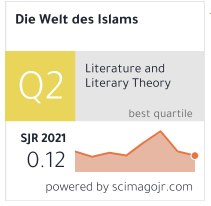 Die Welt des Islams
Q2
Literature and
Literary Theory
best quartile
SJR 2021
0.12
powered by scimagojr.com